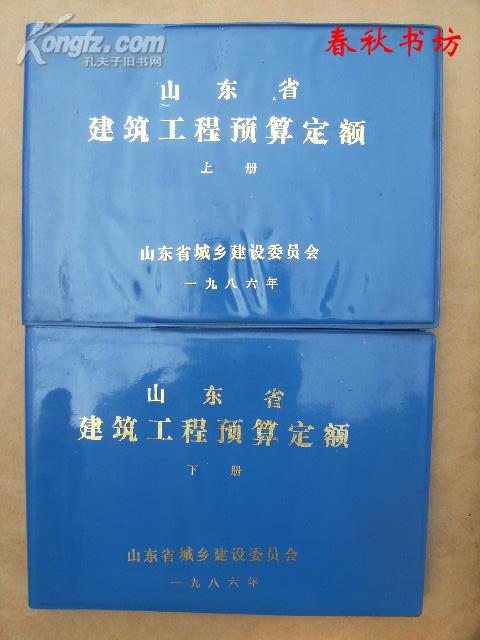 Kongfz.com
孔夫子旧书网
春秋书坊
山东省
建筑工程预算定额
上册
山东省城乡建设委员会
一九八六年
山东省
建筑工程预算定额
下册
山东省城乡建设委员会
一九八六年